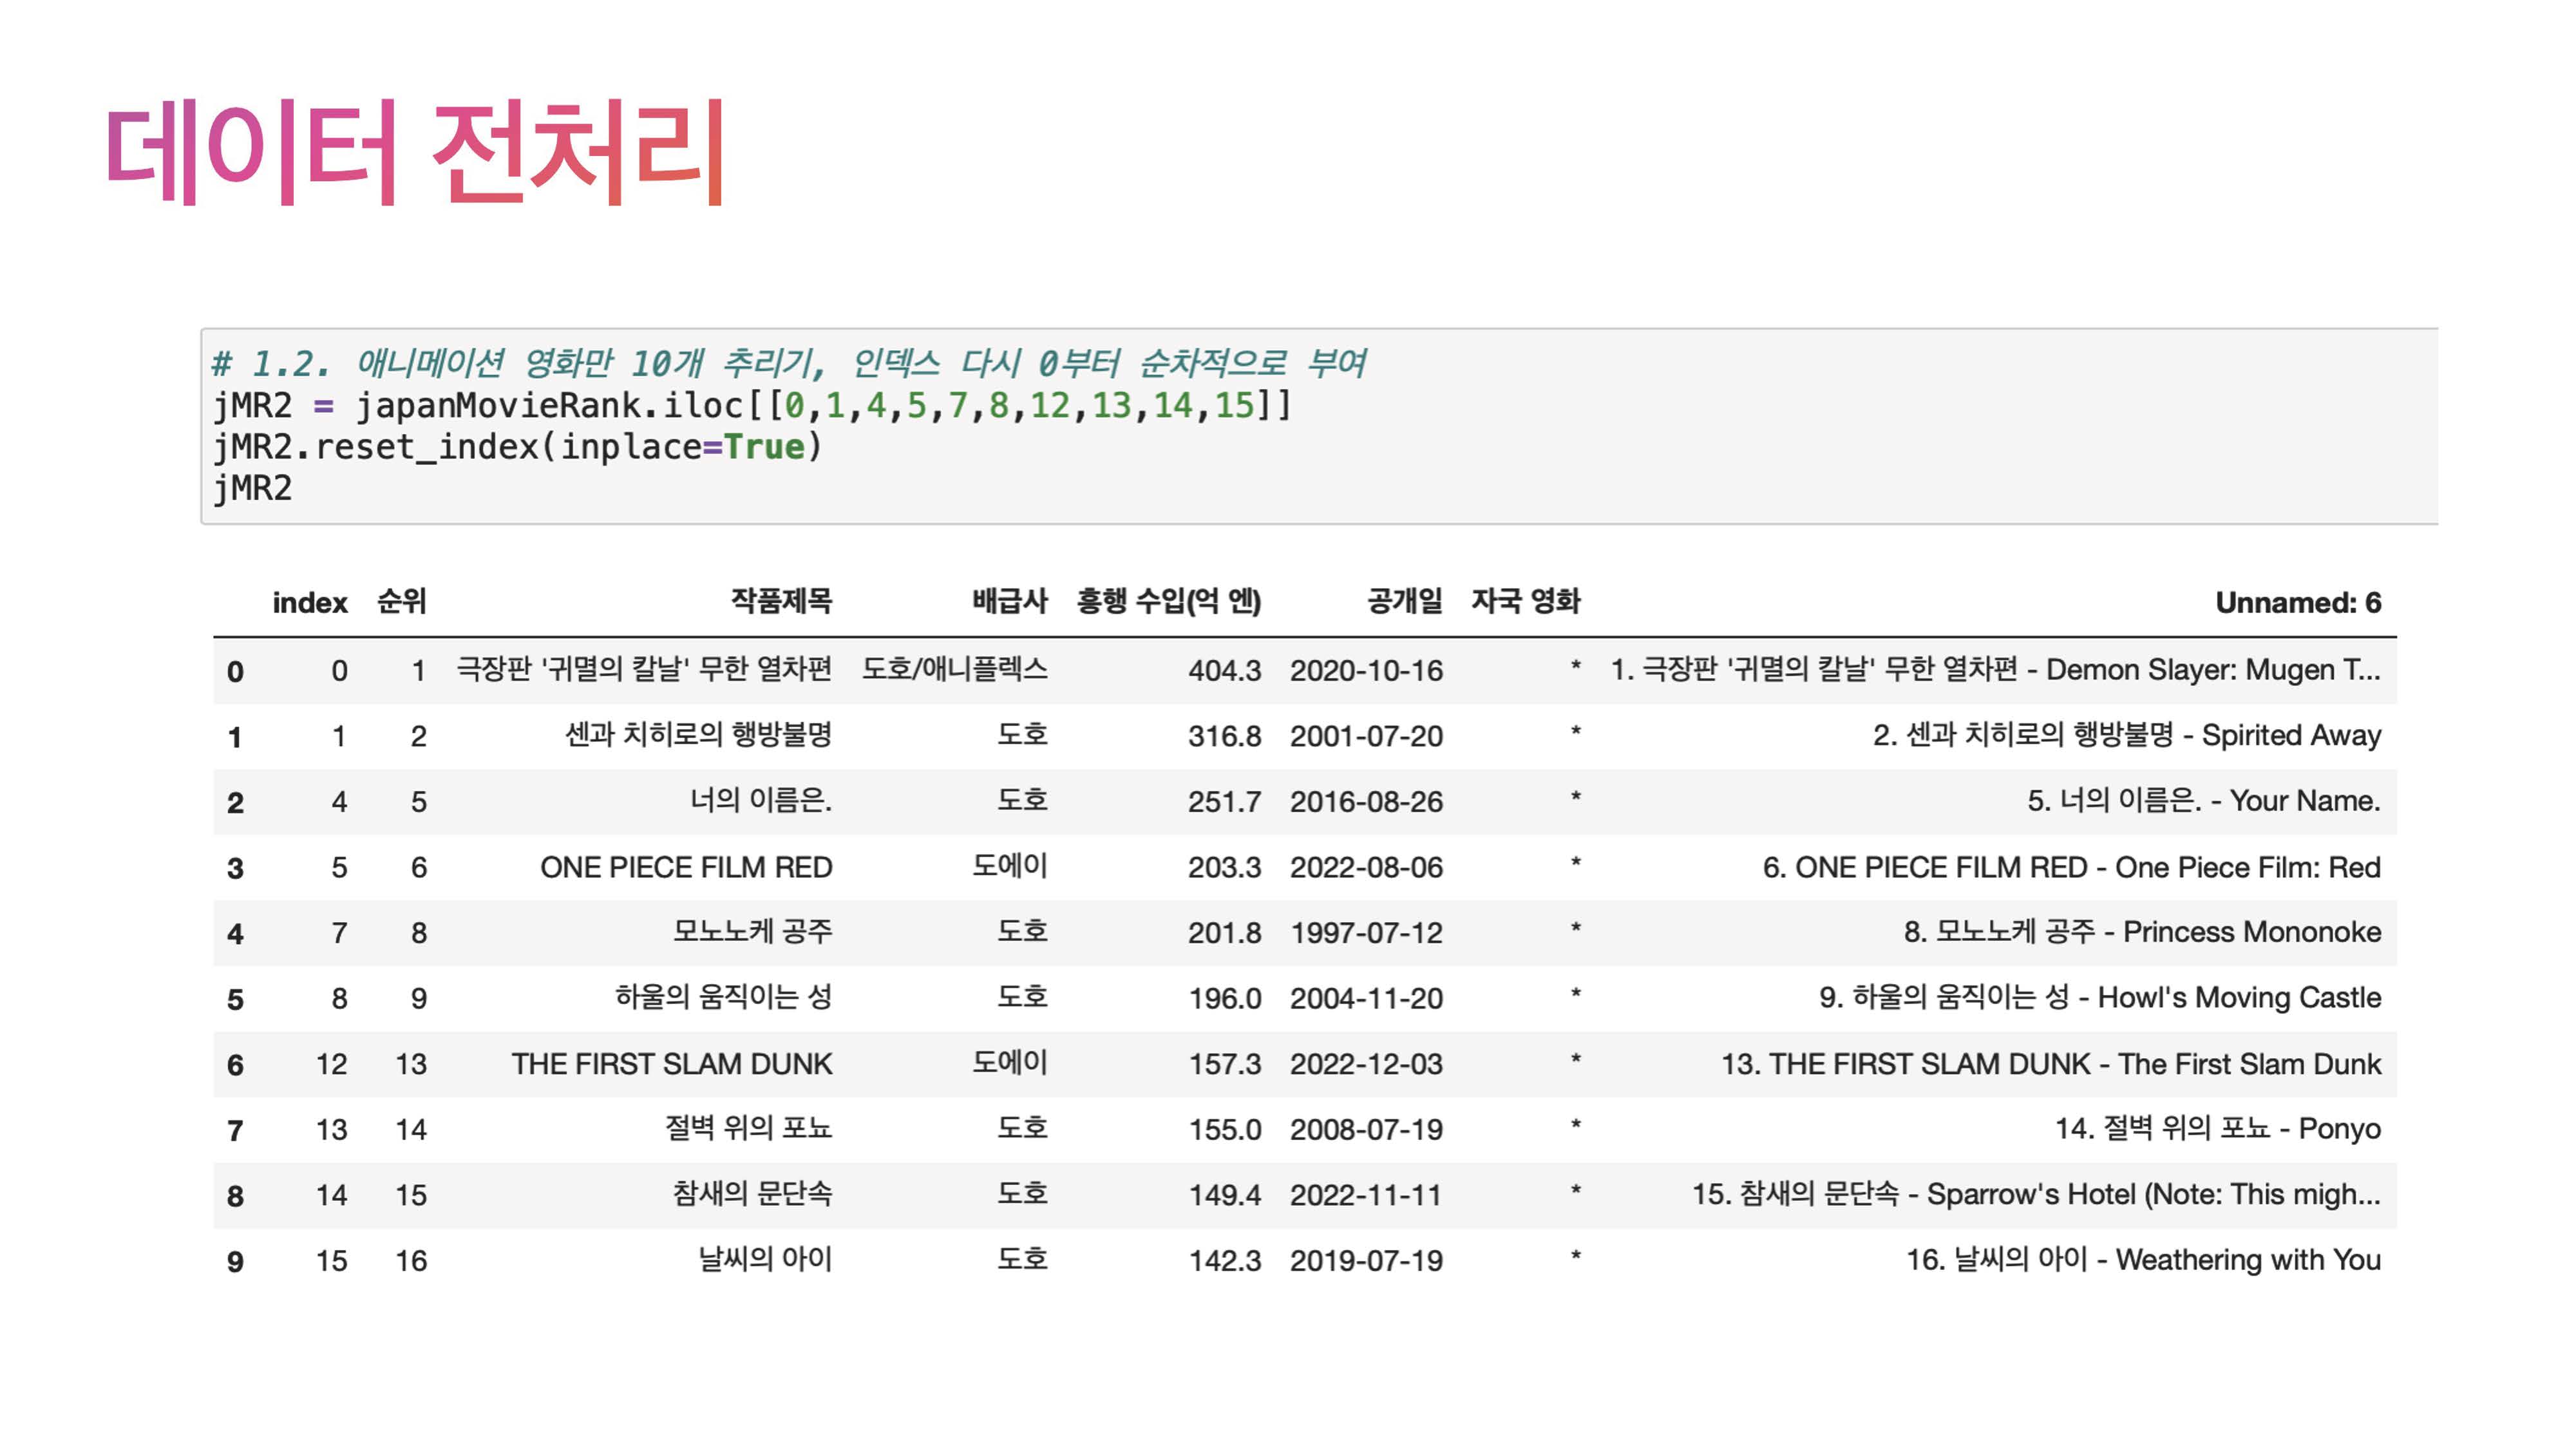 데이터 전처리
# 1.2. 애니메이션 영화만 10개 추리기, 인덱스 다시 0부터 순차적으로 부여
jMR2 = japanMovieRank.iloc[[0,1,4,5,7,8,12,13,14,15]]
jMR2.reset_index(inplace=True)
jMR2
index 순위 작품제목 배급사 흥행 수입(억 엔) 공개일 자국 영화 Unnamed: 6
0 0 1 극장판 '귀멸의 칼날' 무한 열차편 도호/애니플렉스 404.3 2020-10-16 * 1. 극장판 '귀멸의 칼날' 무한 열차편 - Demon Slayer: Mugen T...
1 1 2 센과 치히로의 행방불명 도호 316.8 2001-07-20 * 2. 센과 치히로의 행방불명 - Spirited Away
2 4 5 너의 이름은. 도호 251.7 2016-08-26 * 5. 너의 이름은. - Your Name.
3 5 6 ONE PIECE FILM RED 도에이 203.3 2022-08-06 * 6. ONE PIECE FILM RED - One Piece Film: Red
4 7 8 모노노케 공주 도호 201.8 1997-07-12 * 8. 모노노케 공주 - Princess Mononoke
5 8 9 하울의 움직이는 성 도호 196.0 2004-11-20 * 9. 하울의 움직이는 성 - Howl's Moving Castle
6 12 13 THE FIRST SLAM DUNK 도에이 157.3 2022-12-03 * 13. THE FIRST SLAM DUNK - The First Slam Dunk
7 13 14 절벽 위의 포뇨 도호 155.0 2008-07-19 * 14. 절벽 위의 포뇨 - Ponyo
8 14 15 참새의 문단속 도호 149.4 2022-11-11 * 15. 참새의 문단속 - Sparrow's Hotel (Note: This migh...
9 15 16 날씨의 아이 도호 142.3 2019-07-19 * 16. 날씨의 아이 - Weathering with You